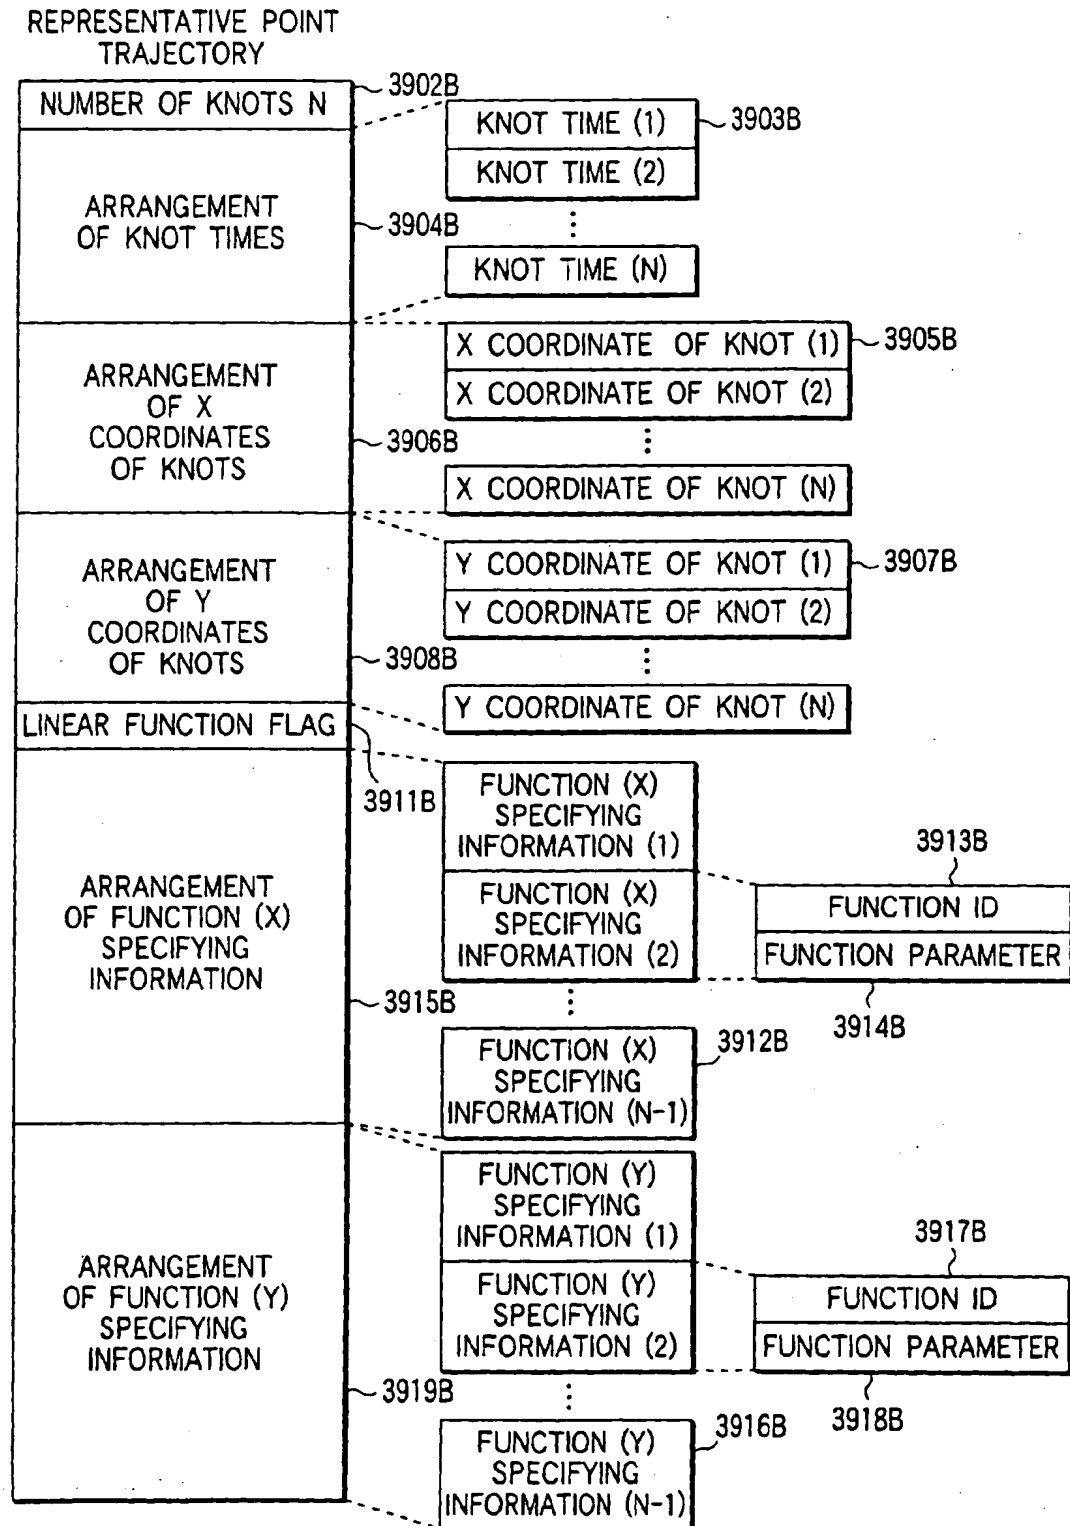 REPRESENTATIVE POINT
TRAJECTORY
NUMBER OF KNOTS N
3902B
KNOT TIME (1)
3903B
KNOT TIME (2)
ARRANGEMENT
OF KNOT TIMES
3904B
KNOT TIME (N)
X COORDINATE OF KNOT (1)
3905B
X COORDINATE OF KNOT (2)
ARRANGEMENT
OF X
COORDINATES
OF KNOTS
3906B
X COORDINATE OF KNOT (N)
Y COORDINATE OF KNOT (1)
3907B
Y COORDINATE OF KNOT (2)
ARRANGEMENT
OF Y
COORDINATES
OF KNOTS
3908B
Y COORDINATE OF KNOT (N)
LINEAR FUNCTION FLAG
3911B
FUNCTION (X)
SPECIFYING
INFORMATION (1)
FUNCTION (X)
SPECIFYING
INFORMATION (2)
3913B
FUNCTION ID
FUNCTION PARAMETER
3914B
ARRANGEMENT
OF FUNCTION (X)
SPECIFYING
INFORMATION
3915B
3912B
FUNCTION (X)
SPECIFYING
INFORMATION (N-1)
FUNCTION (Y)
SPECIFYING
INFORMATION (1)
FUNCTION (Y)
SPECIFYING
INFORMATION (2)
3917B
FUNCTION ID
FUNCTION PARAMETER
3918B
ARRANGEMENT
OF FUNCTION (Y)
SPECIFYING
INFORMATION
3919B
3916B
FUNCTION (Y)
SPECIFYING
INFORMATION (N-1)